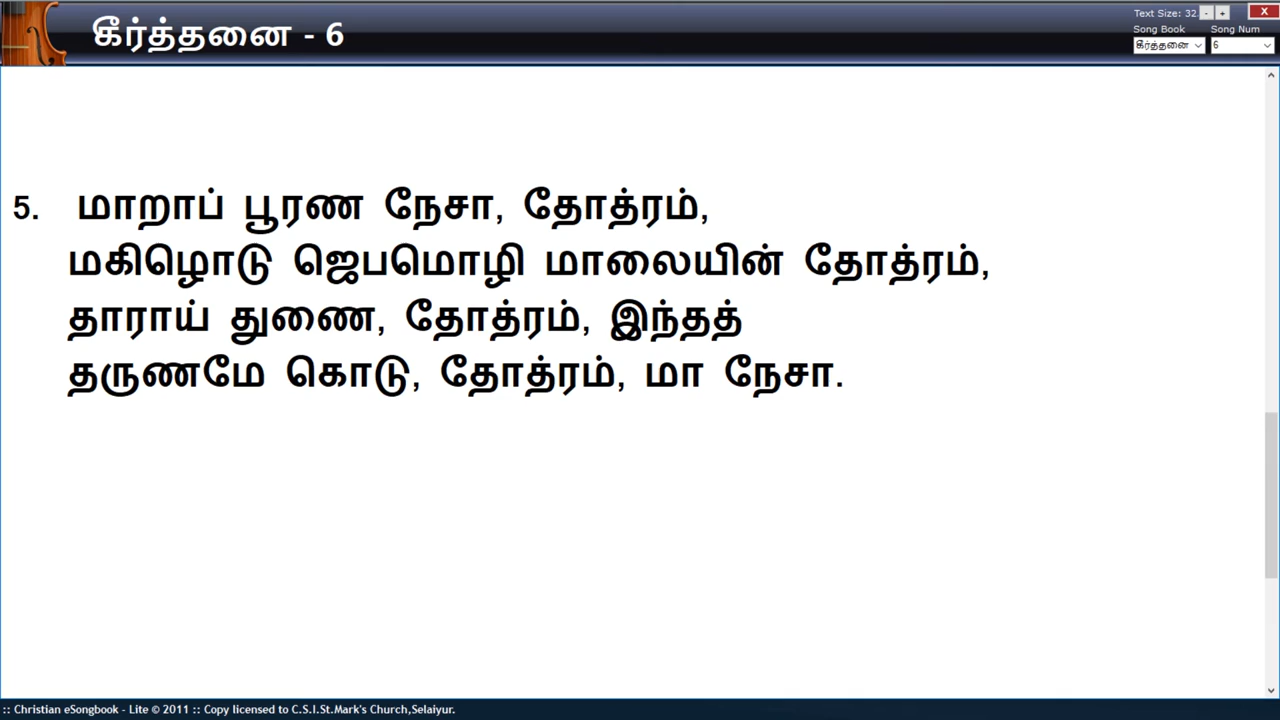 கீர்த்தனை - 6
Text Size: 32 - +
X
Song Book
Song Num
கீர்த்தனை
6
5. மாறாப் பூரண நேசா, தோத்ரம்,
மகிழொடு ஜெபமொழி மாலையின் தோத்ரம்,
தாராய் துணை, தோத்ரம், இந்தத்
தருணமே கொடு, தோத்ரம், மா நேசா.
:: Christian eSongbook - Lite © 2011 :: Copy licensed to C.S.I.St.Mark's Church,Selaiyur.